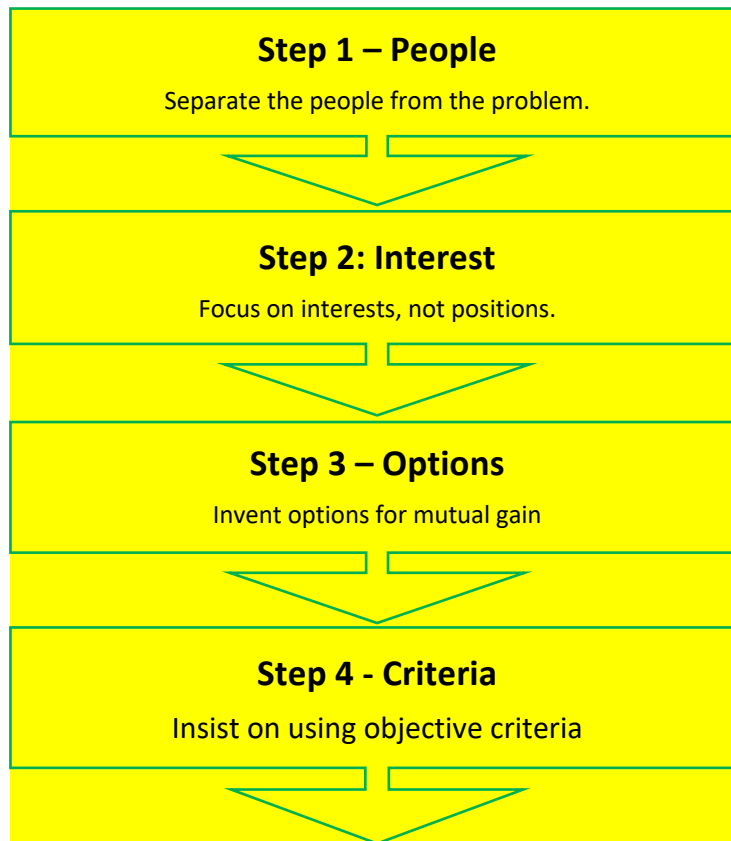 Step 1 – People
Separate the people from the problem.
Step 2: Interest
Focus on interests, not positions.
Step 3 – Options
Invent options for mutual gain
Step 4 - Criteria
Insist on using objective criteria